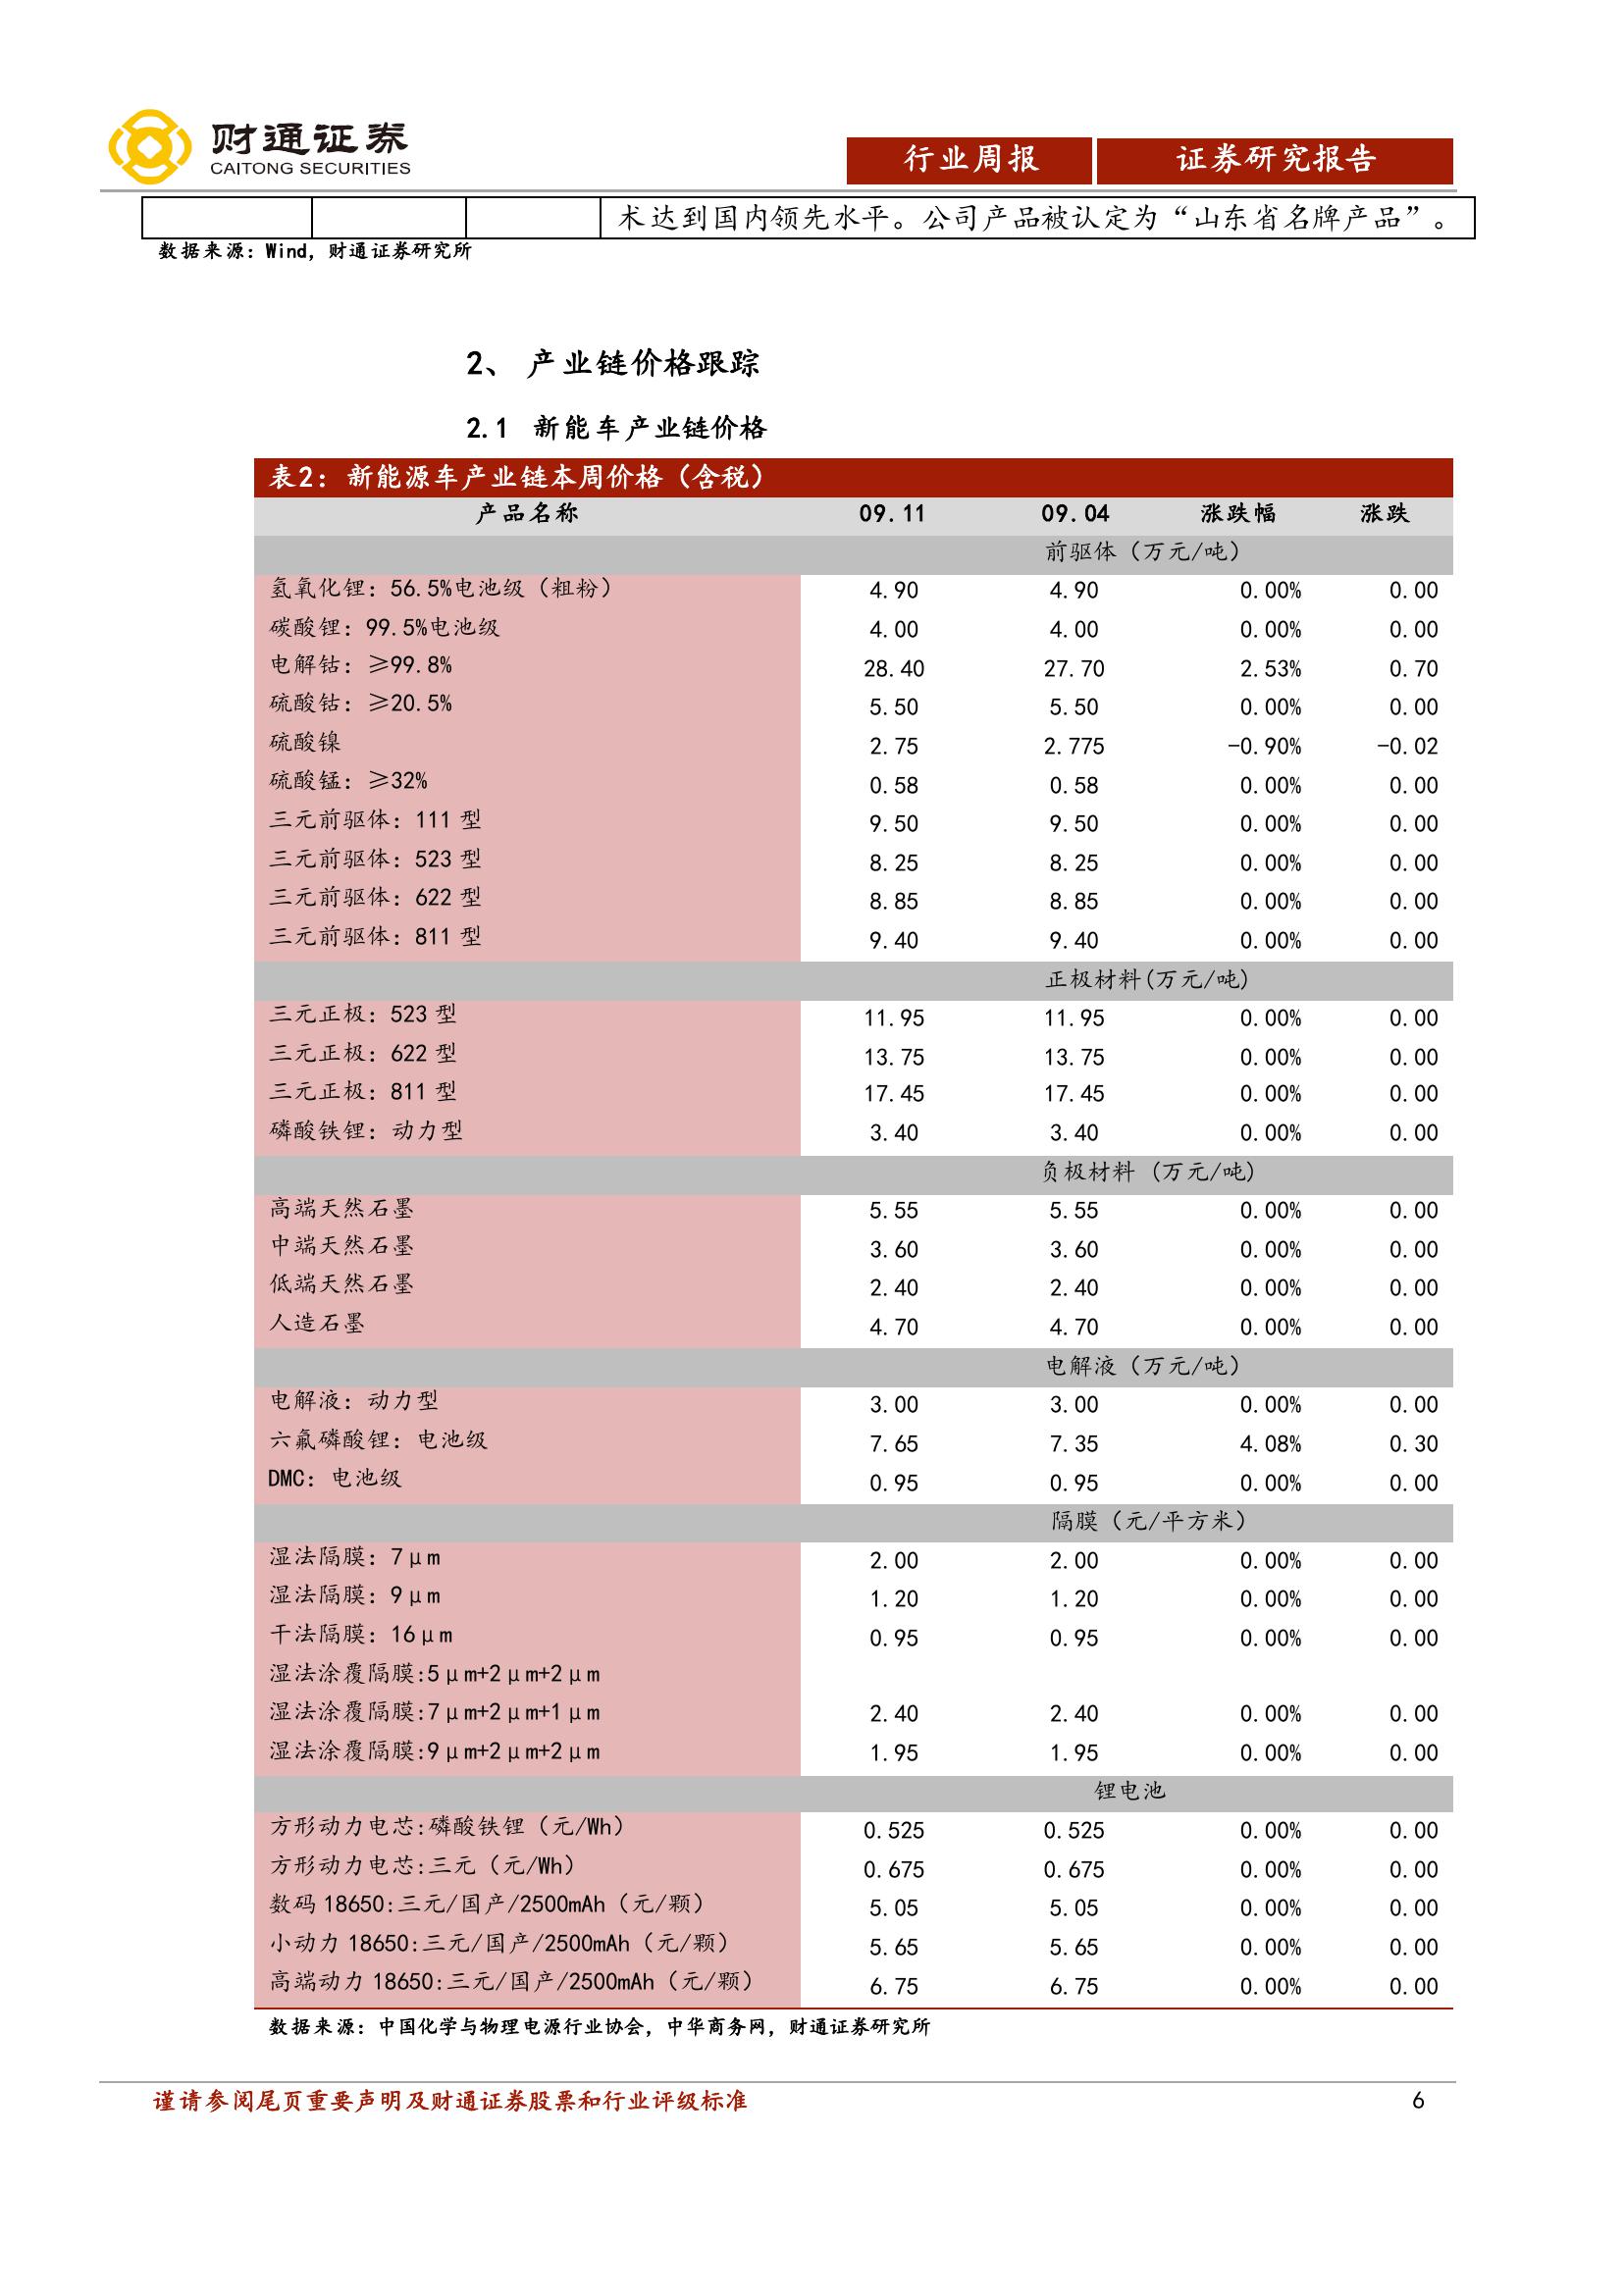 财通证券
CAITONG SECURITIES
行业周报 证券研究报告
术达到国内领先水平。公司产品被认定为“山东省名牌产品”。
数据来源：Wind，财通证券研究所
2、 产业链价格跟踪
2.1 新能车产业链价格
表2：新能源车产业链本周价格（含税）
产品名称 09.11 09.04 涨跌幅 涨跌
前驱体（万元/吨）
氢氧化锂：56.5%电池级（粗粉） 4.90 4.90 0.00% 0.00
碳酸锂：99.5%电池级 4.00 4.00 0.00% 0.00
电解钴：≥99.8% 28.40 27.70 2.53% 0.70
硫酸钴：≥20.5% 5.50 5.50 0.00% 0.00
硫酸镍 2.75 2.775 -0.90% -0.02
硫酸锰：≥32% 0.58 0.58 0.00% 0.00
三元前驱体：111 型 9.50 9.50 0.00% 0.00
三元前驱体：523 型 8.25 8.25 0.00% 0.00
三元前驱体：622 型 8.85 8.85 0.00% 0.00
三元前驱体：811 型 9.40 9.40 0.00% 0.00
正极材料(万元/吨)
三元正极：523 型 11.95 11.95 0.00% 0.00
三元正极：622 型 13.75 13.75 0.00% 0.00
三元正极：811 型 17.45 17.45 0.00% 0.00
磷酸铁锂：动力型 3.40 3.40 0.00% 0.00
负极材料 (万元/吨)
高端天然石墨 5.55 5.55 0.00% 0.00
中端天然石墨 3.60 3.60 0.00% 0.00
低端天然石墨 2.40 2.40 0.00% 0.00
人造石墨 4.70 4.70 0.00% 0.00
电解液（万元/吨）
电解液：动力型 3.00 3.00 0.00% 0.00
六氟磷酸锂：电池级 7.65 7.35 4.08% 0.30
DMC：电池级 0.95 0.95 0.00% 0.00
隔膜（元/平方米）
湿法隔膜：7μm 2.00 2.00 0.00% 0.00
湿法隔膜：9μm 1.20 1.20 0.00% 0.00
干法隔膜：16μm 0.95 0.95 0.00% 0.00
湿法涂覆隔膜:5μm+2μm+2μm
湿法涂覆隔膜:7μm+2μm+1μm 2.40 2.40 0.00% 0.00
湿法涂覆隔膜:9μm+2μm+2μm 1.95 1.95 0.00% 0.00
锂电池
方形动力电芯:磷酸铁锂（元/Wh） 0.525 0.525 0.00% 0.00
方形动力电芯:三元（元/Wh） 0.675 0.675 0.00% 0.00
数码 18650:三元/国产/2500mAh（元/颗） 5.05 5.05 0.00% 0.00
小动力 18650:三元/国产/2500mAh（元/颗） 5.65 5.65 0.00% 0.00
高端动力 18650:三元/国产/2500mAh（元/颗） 6.75 6.75 0.00% 0.00
数据来源：中国化学与物理电源行业协会，中华商务网，财通证券研究所
谨请参阅尾页重要声明及财通证券股票和行业评级标准 6